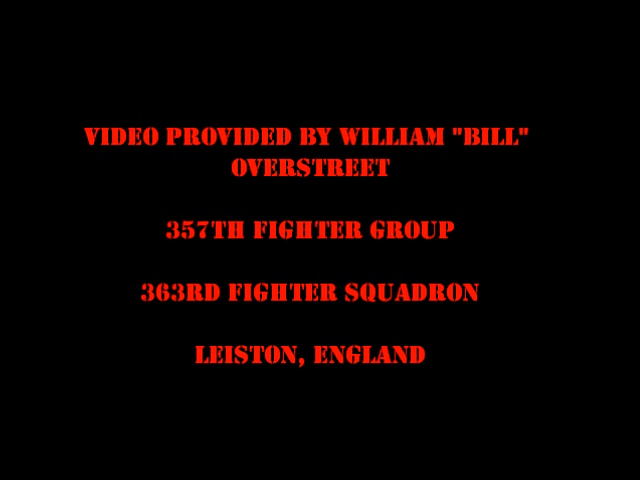 VIDEO PROVIDED BY WILLIAM "BILL"
OVERSTREET
357TH FIGHTER GROUP
363RD FIGHTER SQUADRON
LEISTON, ENGLAND